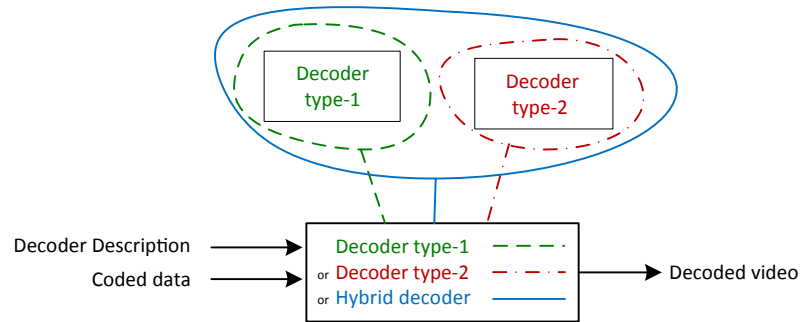 Decoder
type-1
Decoder
type-2
Decoder Description
Coded data
Decoder type-1
or Decoder type-2
or Hybrid decoder
Decoded video